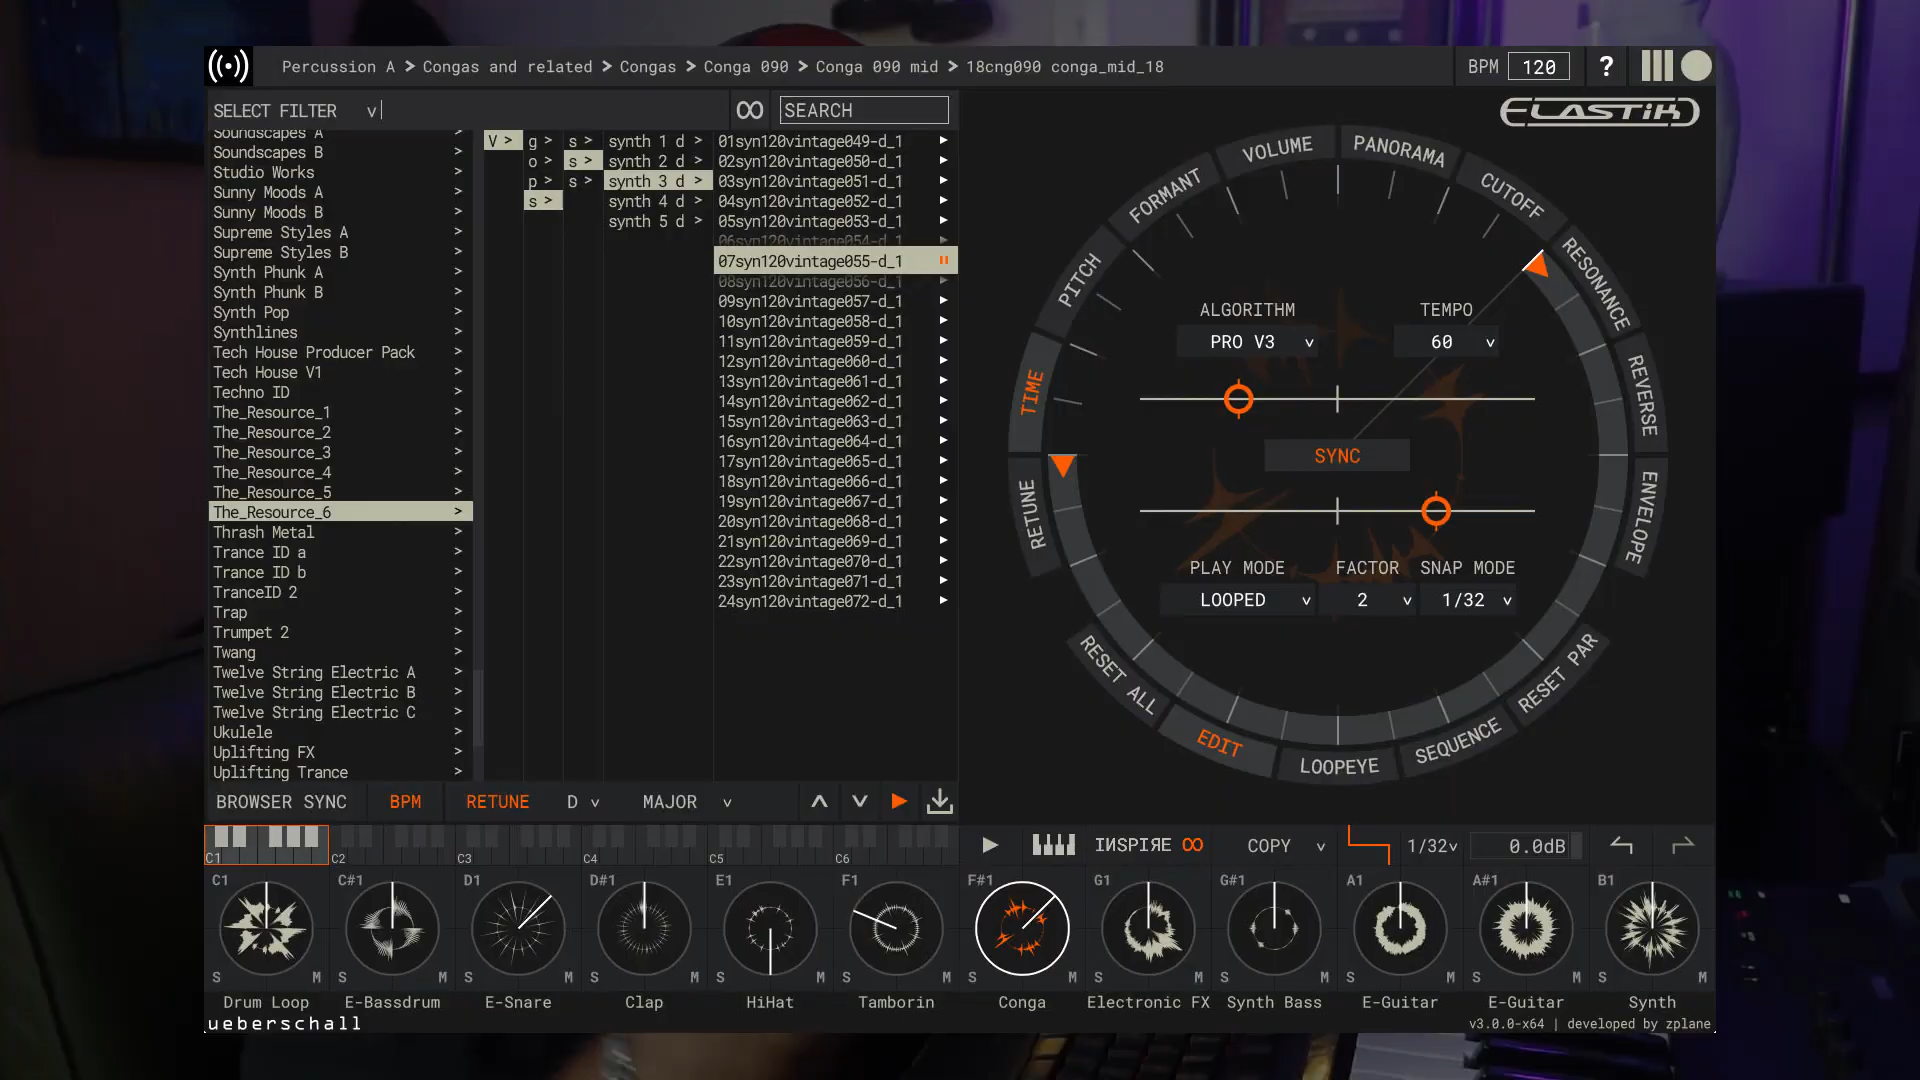 Percussion A > Congas and related > Congas > Conga 090 > Conga 090 mid > 18cng090 conga_mid_18
BPM 120 ?
SELECT FILTER v
SEARCH
ELASTIK
Soundscapes A >
Soundscapes B >
Studio Works >
Sunny Moods A >
Sunny Moods B >
Supreme Styles A >
Supreme Styles B >
Synth Phunk A >
Synth Phunk B >
Synth Pop >
Synthlines >
Tech House Producer Pack >
Tech House V1 >
Techno ID >
The_Resource_1 >
The_Resource_2 >
The_Resource_3 >
The_Resource_4 >
The_Resource_5 >
The_Resource_6 >
Thrash Metal >
Trance ID a >
Trance ID b >
TranceID 2 >
Trap >
Trumpet 2 >
Twang >
Twelve String Electric A >
Twelve String Electric B >
Twelve String Electric C >
Ukulele >
Uplifting FX >
Uplifting Trance >
V >
g >
o >
p >
s >
s >
s >
s >
synth 1 d >
synth 2 d >
synth 3 d >
synth 4 d >
synth 5 d >
01syn120vintage049-d_1
02syn120vintage050-d_1
03syn120vintage051-d_1
04syn120vintage052-d_1
05syn120vintage053-d_1
06syn120vintage054-d_1
07syn120vintage055-d_1
08syn120vintage056-d_1
09syn120vintage057-d_1
10syn120vintage058-d_1
11syn120vintage059-d_1
12syn120vintage060-d_1
13syn120vintage061-d_1
14syn120vintage062-d_1
15syn120vintage063-d_1
16syn120vintage064-d_1
17syn120vintage065-d_1
18syn120vintage066-d_1
19syn120vintage067-d_1
20syn120vintage068-d_1
21syn120vintage069-d_1
22syn120vintage070-d_1
23syn120vintage071-d_1
24syn120vintage072-d_1
RETUNE
TIME
PITCH
FORMANT
VOLUME
PANORAMA
CUTOFF
RESONANCE
REVERSE
ENVELOPE
ALGORITHM TEMPO
PRO V3 v 60 v
SYNC
PLAY MODE FACTOR SNAP MODE
LOOPED v 2 v 1/32 v
RESET ALL
EDIT
LOOPEYE
SEQUENCE
RESET PAR
BROWSER SYNC BPM RETUNE D v MAJOR v
C1 C2 C3 C4 C5 C6
INSPIRE COPY v 1/32v 0.0dB
C1 C#1 D1 D#1 E1 F1 F#1 G1 G#1 A1 A#1 B1
S M S M S M S M S M S M S M S M S M S M S M S M
Drum Loop E-Bassdrum E-Snare Clap HiHat Tamborin Conga Electronic FX Synth Bass E-Guitar E-Guitar Synth
ueberschall
v3.0.0-x64 | developed by zplane